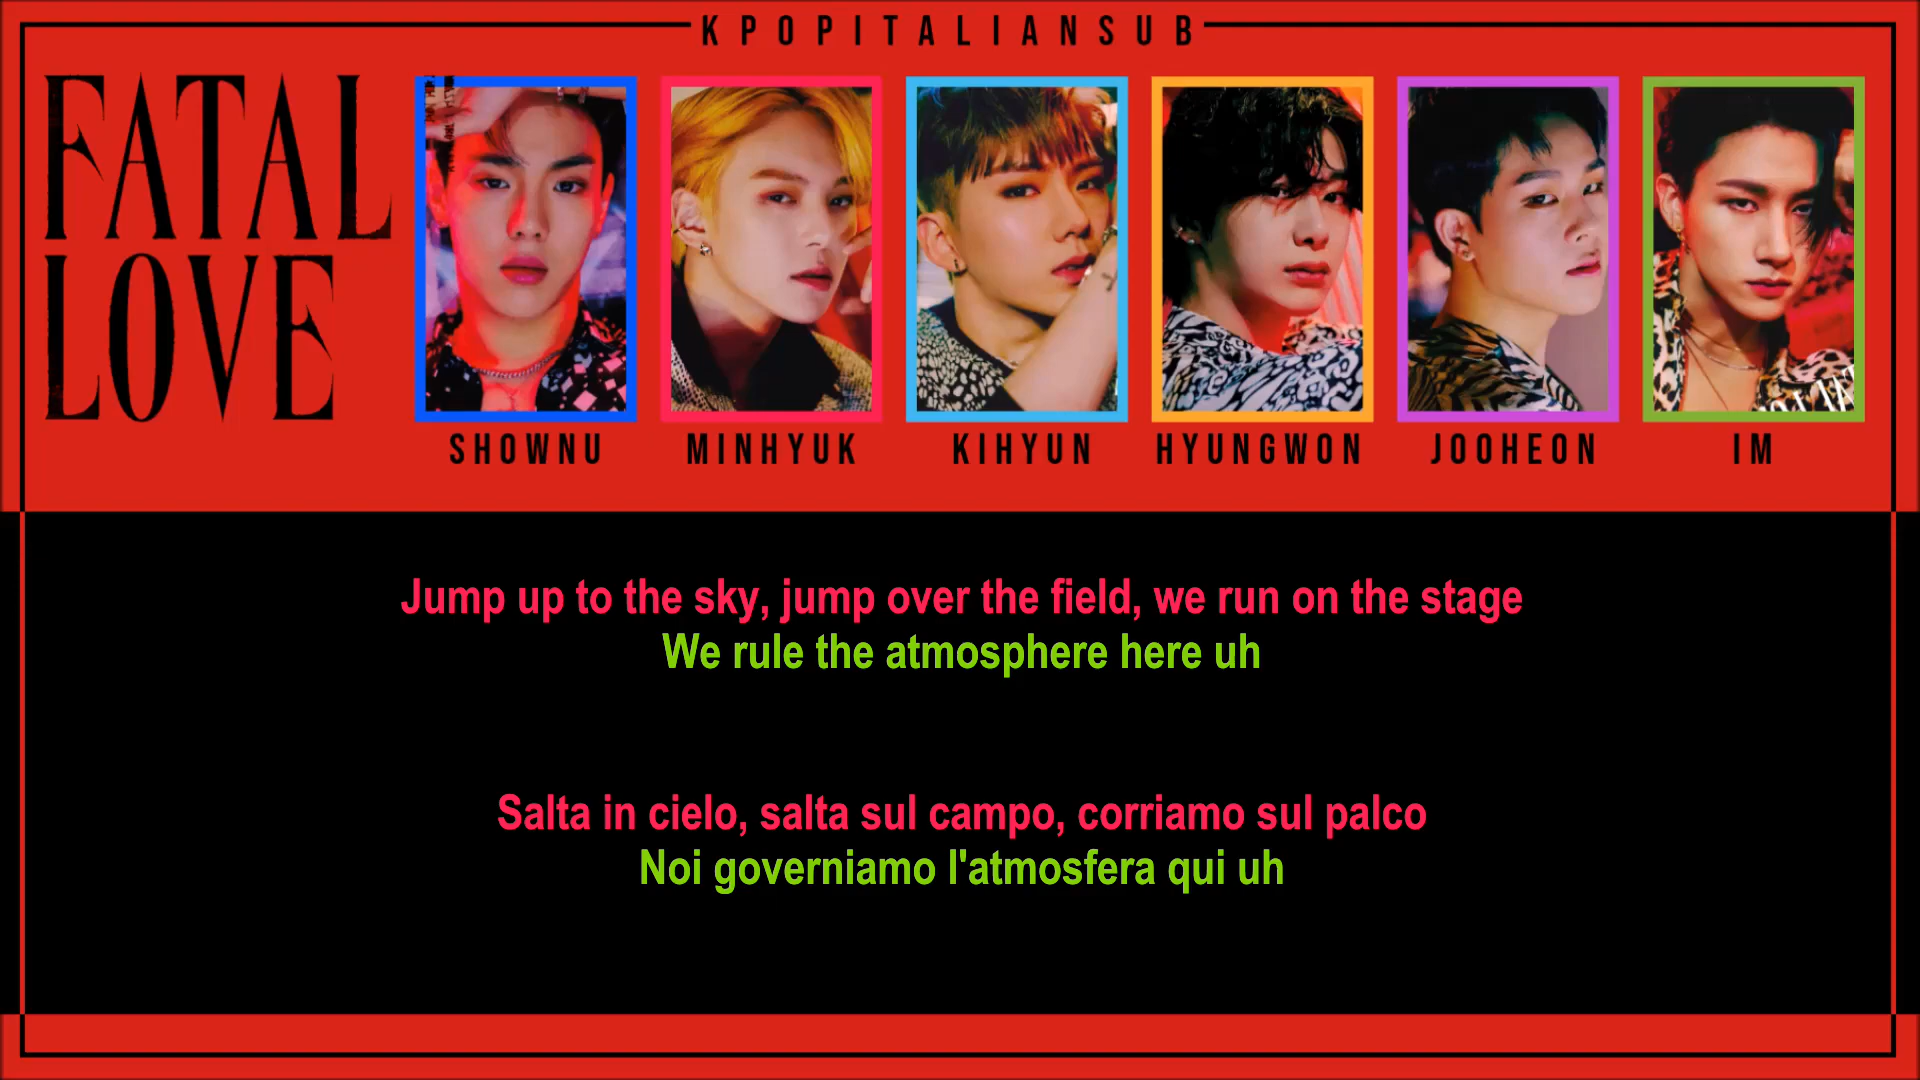 KPOPITALIANSUB
FATAL
LOVE
SHOWNU
MINHYUK
KIHYUN
HYUNGWON
JOOHEON
IM
Jump up to the sky, jump over the field, we run on the stage
We rule the atmosphere here uh
Salta in cielo, salta sul campo, corriamo sul palco
Noi governiamo l'atmosfera qui uh